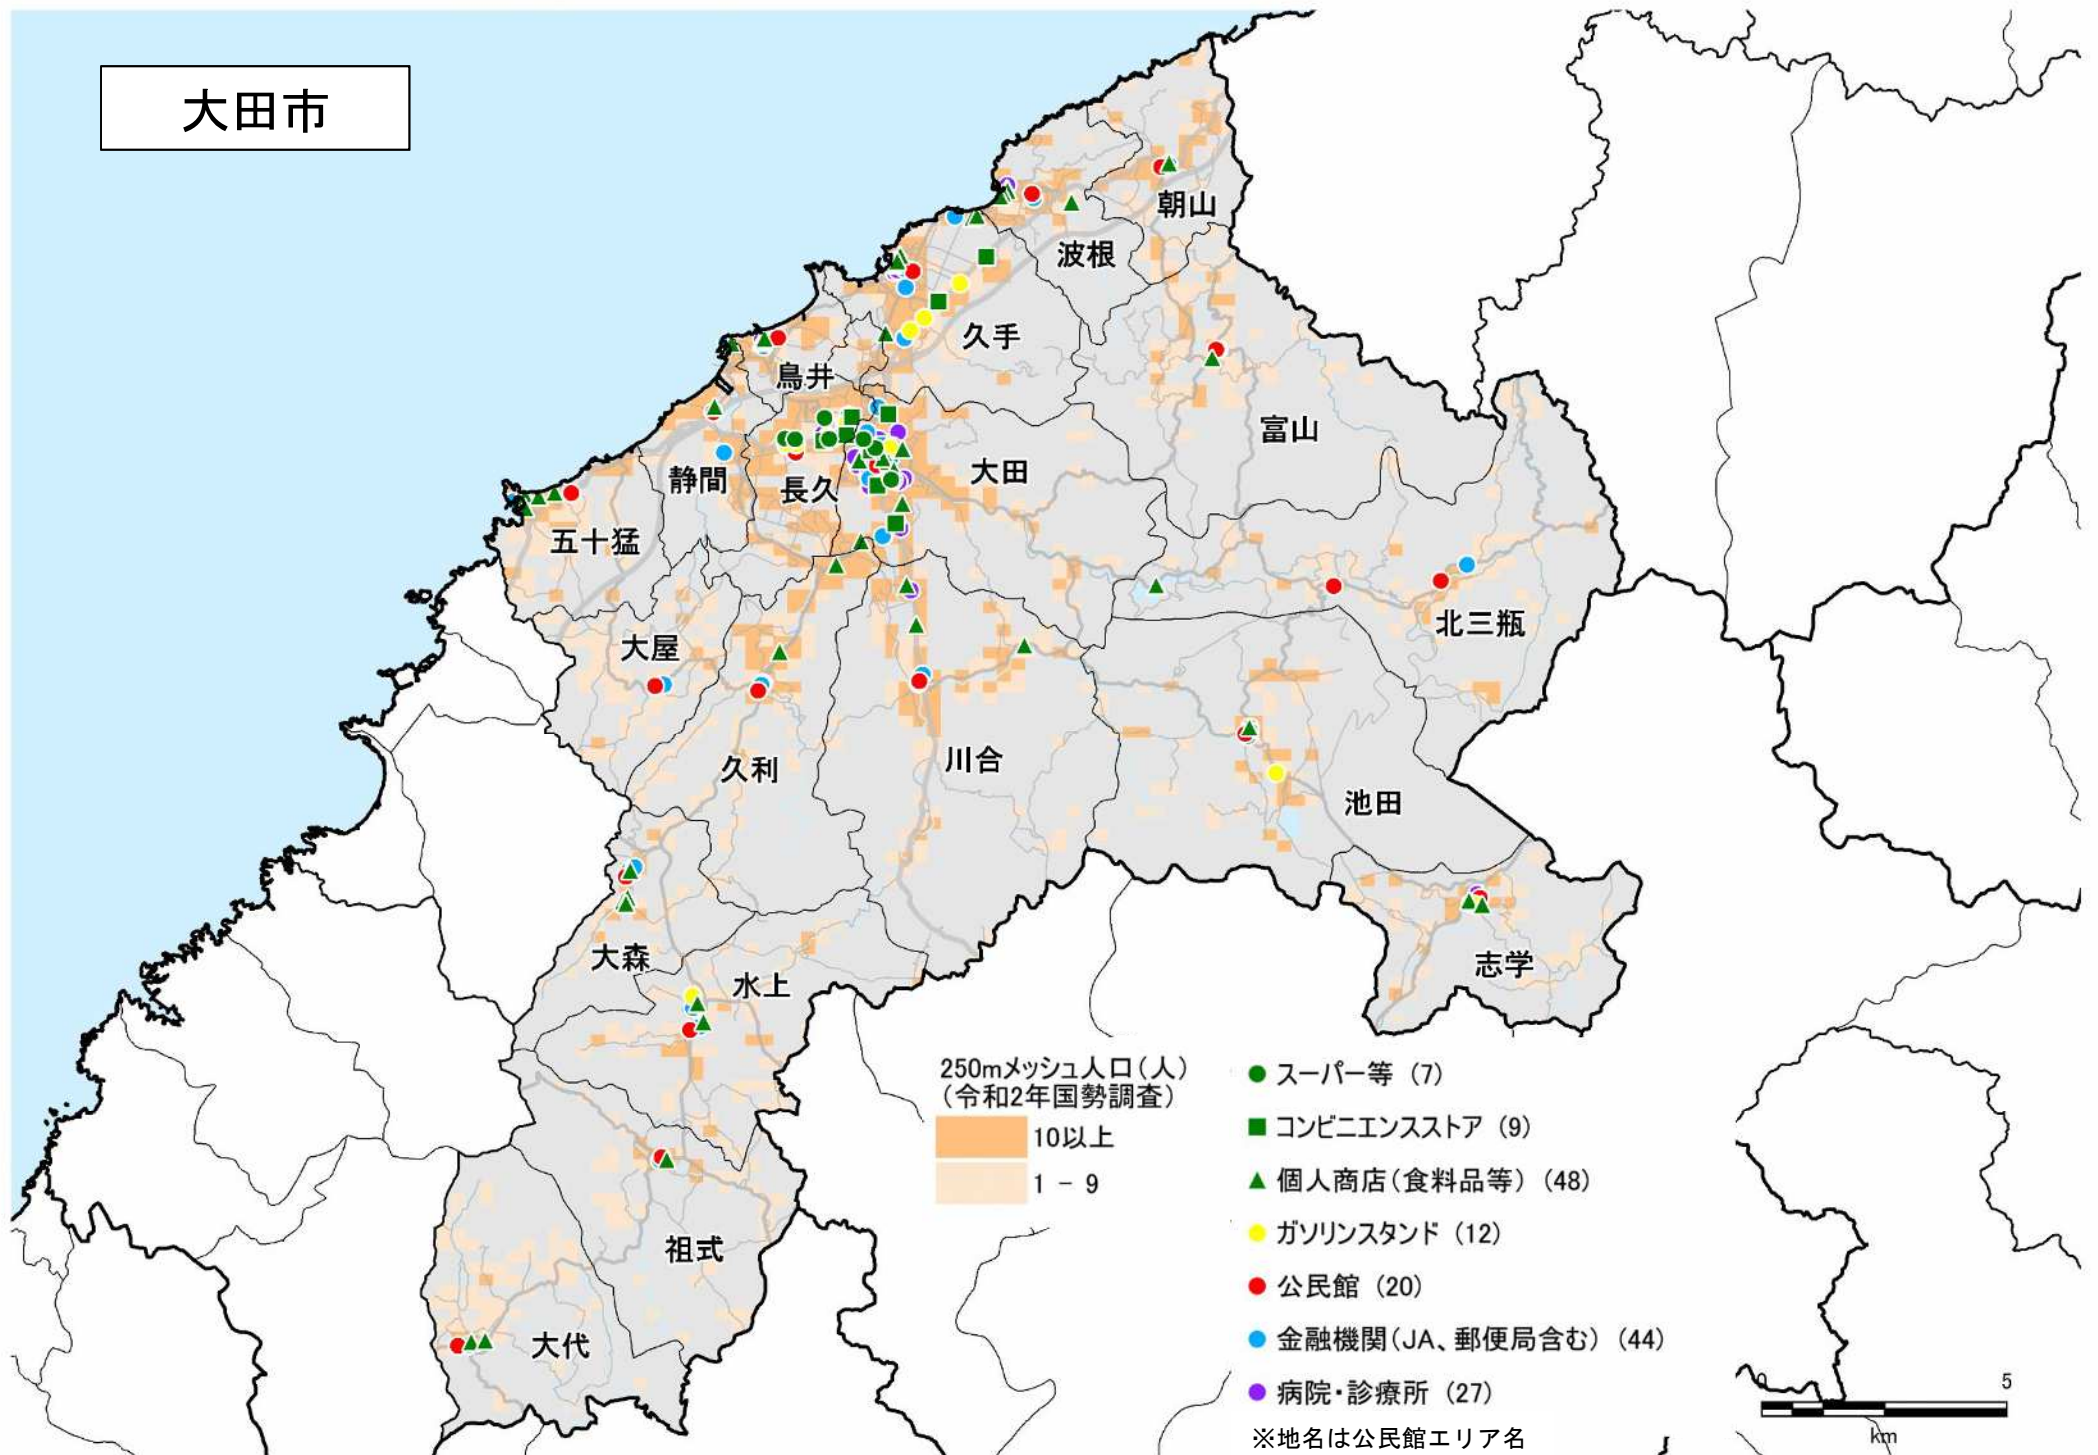 大田市
朝山
波根
久手
鳥井
富山
大田
静間
長久
五十猛
北三瓶
大屋
久利
川合
池田
大森
水上
志学
祖式
大代
250mメッシュ人口(人)
(令和2年国勢調査)
10以上
1 - 9
スーパー等 (7)
コンビニエンスストア (9)
個人商店(食料品等) (48)
ガソリンスタンド (12)
公民館 (20)
金融機関(JA、郵便局含む) (44)
病院・診療所 (27)
※地名は公民館エリア名
0 5
km